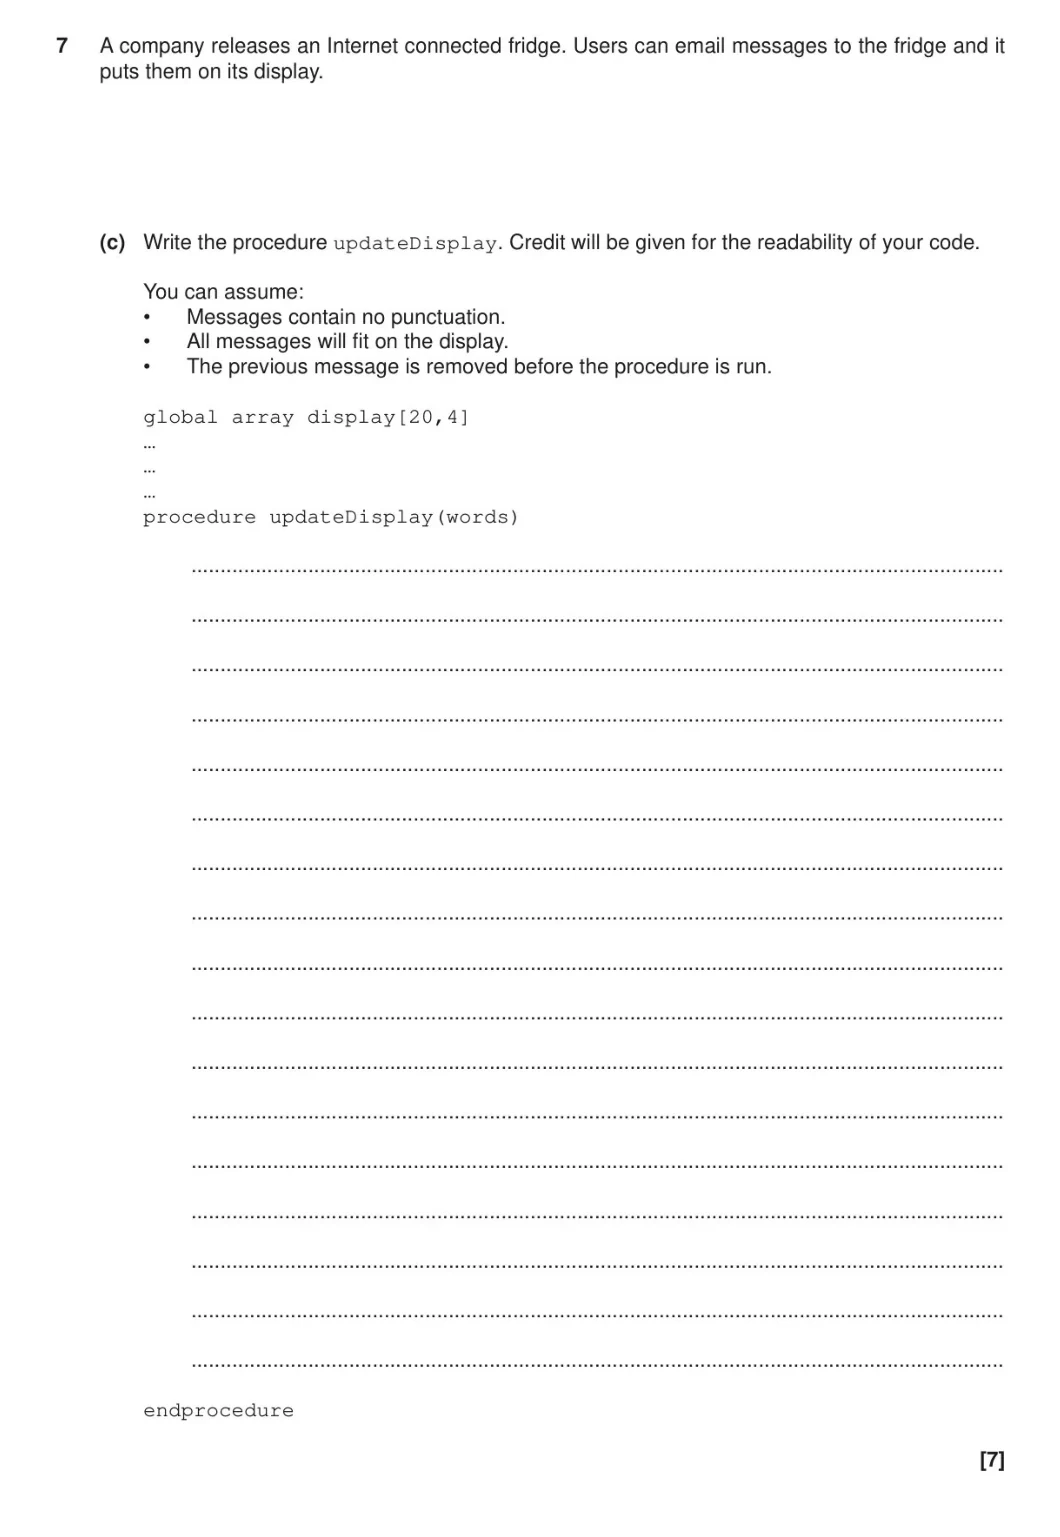 7 A company releases an Internet connected fridge. Users can email messages to the fridge and it
puts them on its display.
(c) Write the procedure updateDisplay. Credit will be given for the readability of your code.
You can assume:
• Messages contain no punctuation.
• All messages will fit on the display.
• The previous message is removed before the procedure is run.
global array display[20,4]
…
…
…
procedure updateDisplay(words)
endprocedure
[7]